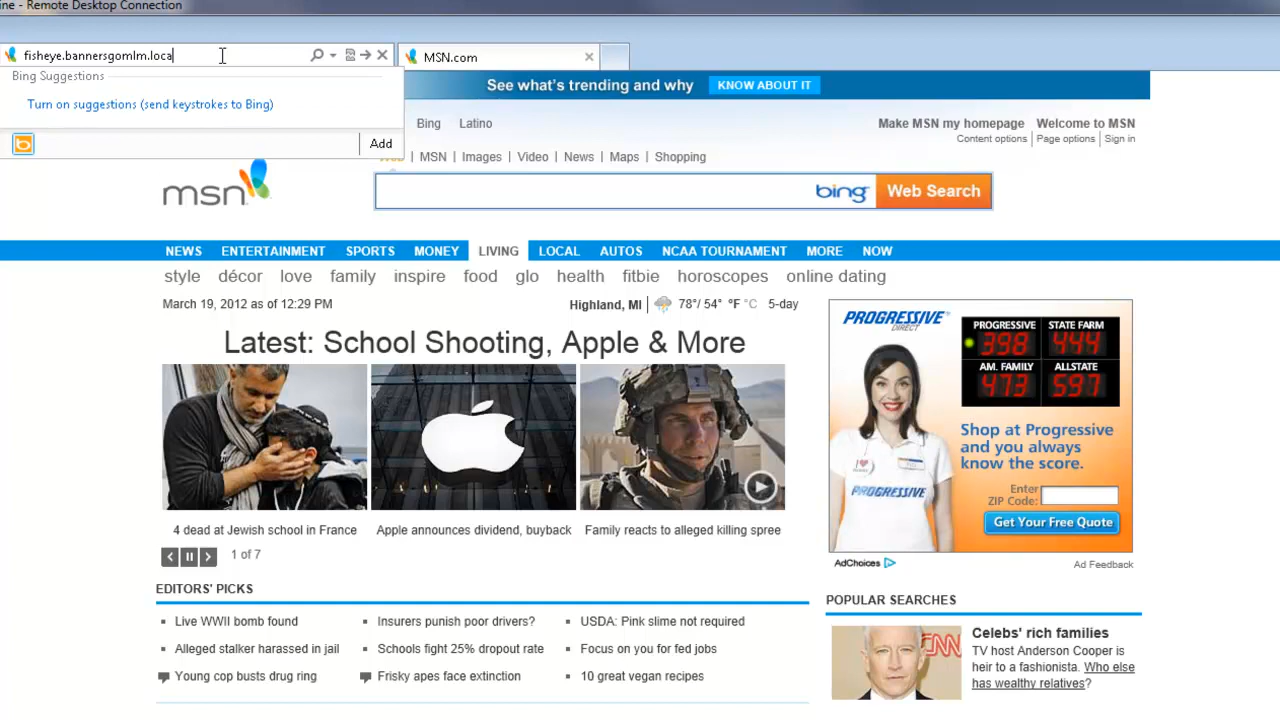 ine - Remote Desktop Connection
fisheye.bannersgomlm.loca
MSN.com
Bing Suggestions
Turn on suggestions (send keystrokes to Bing)
Add
See what's trending and why KNOW ABOUT IT
Bing Latino
Make MSN my homepage Welcome to MSN
Content options Page options Sign in
MSN Images Video News Maps Shopping
msn
bing Web Search
NEWS ENTERTAINMENT SPORTS MONEY LIVING LOCAL AUTOS NCAA TOURNAMENT MORE NOW
style décor love family inspire food glo health fitbie horoscopes online dating
March 19, 2012 as of 12:29 PM
Highland, MI 78°/ 54° °F °C 5-day
Latest: School Shooting, Apple & More
4 dead at Jewish school in France
Apple announces dividend, buyback
Family reacts to alleged killing spree
1 of 7
PROGRESSIVE
DIRECT
PROGRESSIVE STATE FARM
398 444
AM. FAMILY ALLSTATE
473 597
Shop at Progressive
and you always
know the score.
PROGRESSIVE
Enter
ZIP Code:
Get Your Free Quote
AdChoices
Ad Feedback
EDITORS' PICKS
Live WWII bomb found
Alleged stalker harassed in jail
Young cop busts drug ring
Insurers punish poor drivers?
Schools fight 25% dropout rate
Frisky apes face extinction
USDA: Pink slime not required
Focus on you for fed jobs
10 great vegan recipes
POPULAR SEARCHES
CNN
Celebs' rich families
TV host Anderson Cooper is
heir to a fashionista. Who else
has wealthy relatives?